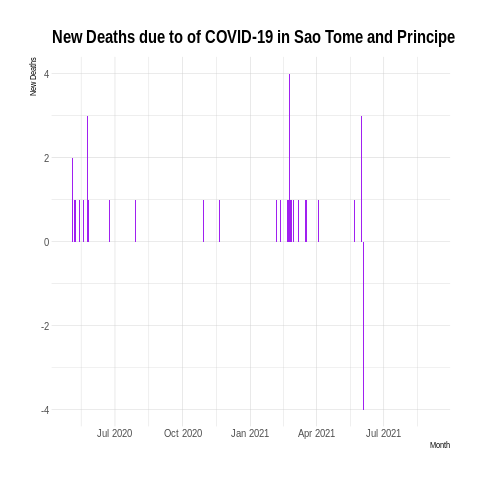 New Deaths due to of COVID-19 in Sao Tome and Principe
New Deaths
4
2
0
-2
-4
Jul 2020 Oct 2020 Jan 2021 Apr 2021 Jul 2021
Month